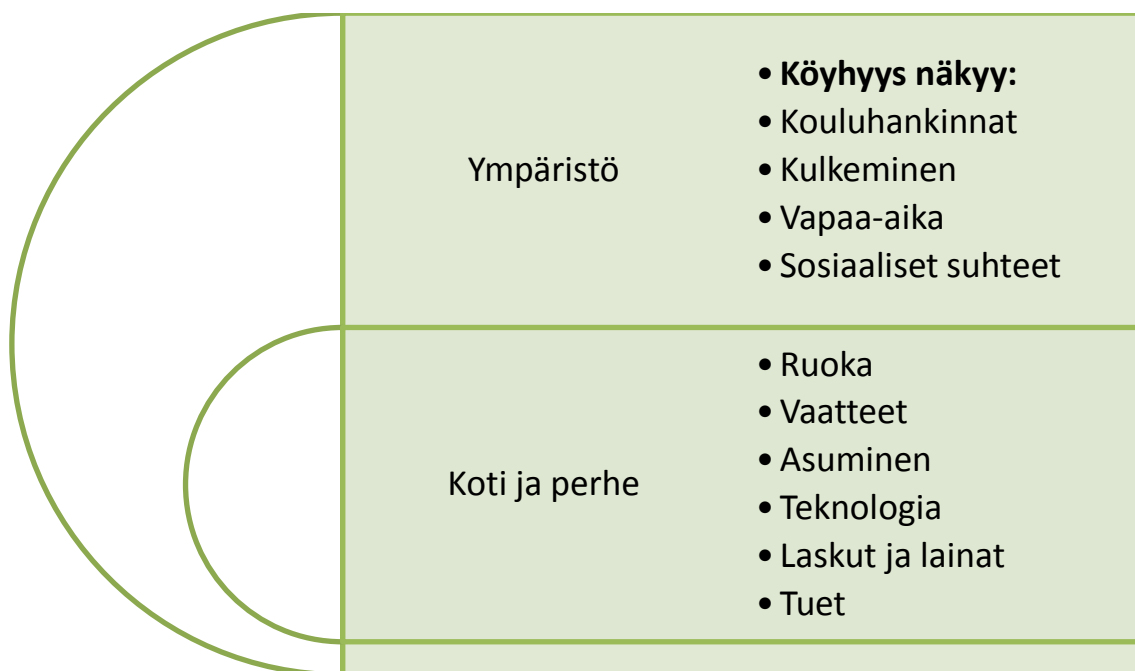 Ympäristö
• Köyhyys näkyy:
• Kouluhankinnat
• Kulkeminen
• Vapaa-aika
• Sosiaaliset suhteet
Koti ja perhe
• Ruoka
• Vaatteet
• Asuminen
• Teknologia
• Laskut ja lainat
• Tuet